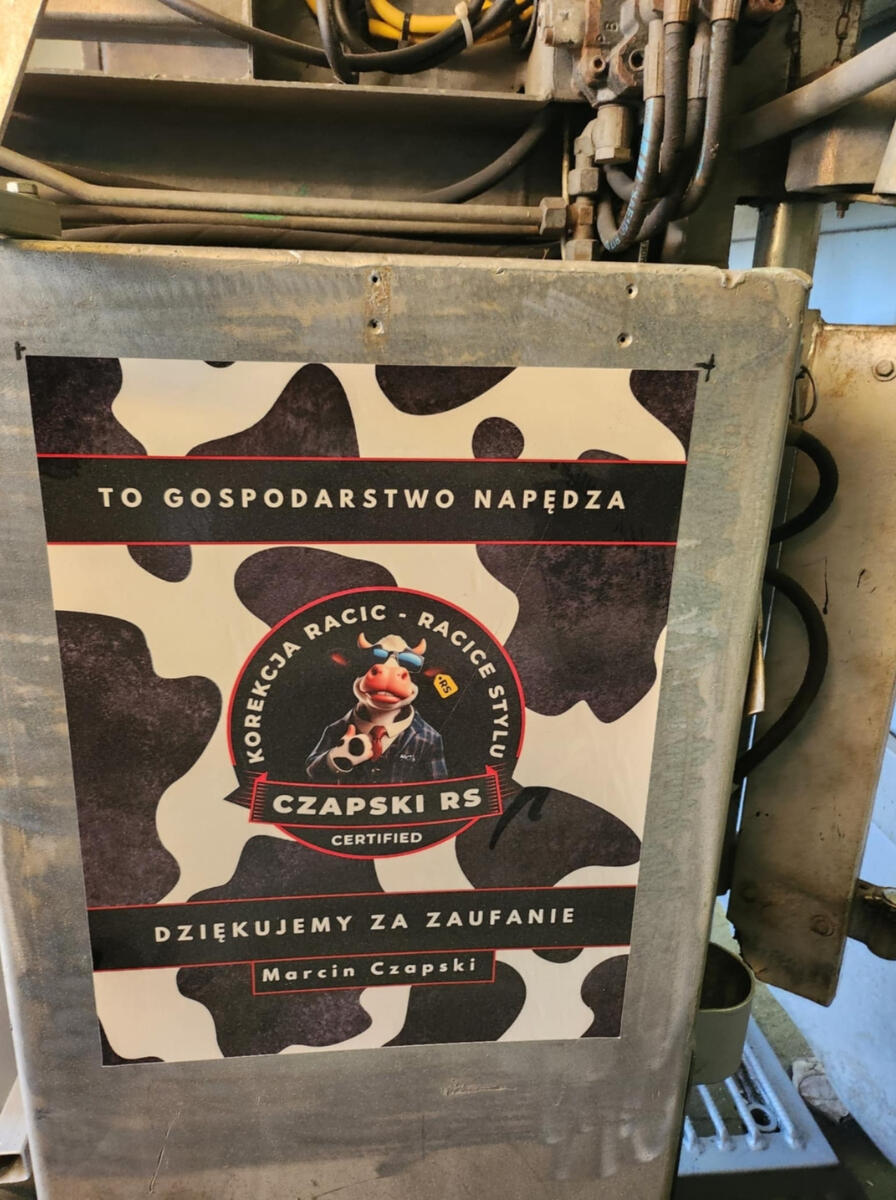 TO GOSPODARSTWO NAPĘDZA
KOREKCJA RACIC - RACICE STYLU
RS
CZAPSKI RS
CERTIFIED
DZIĘKUJEMY ZA ZAUFANIE
Marcin Czapski